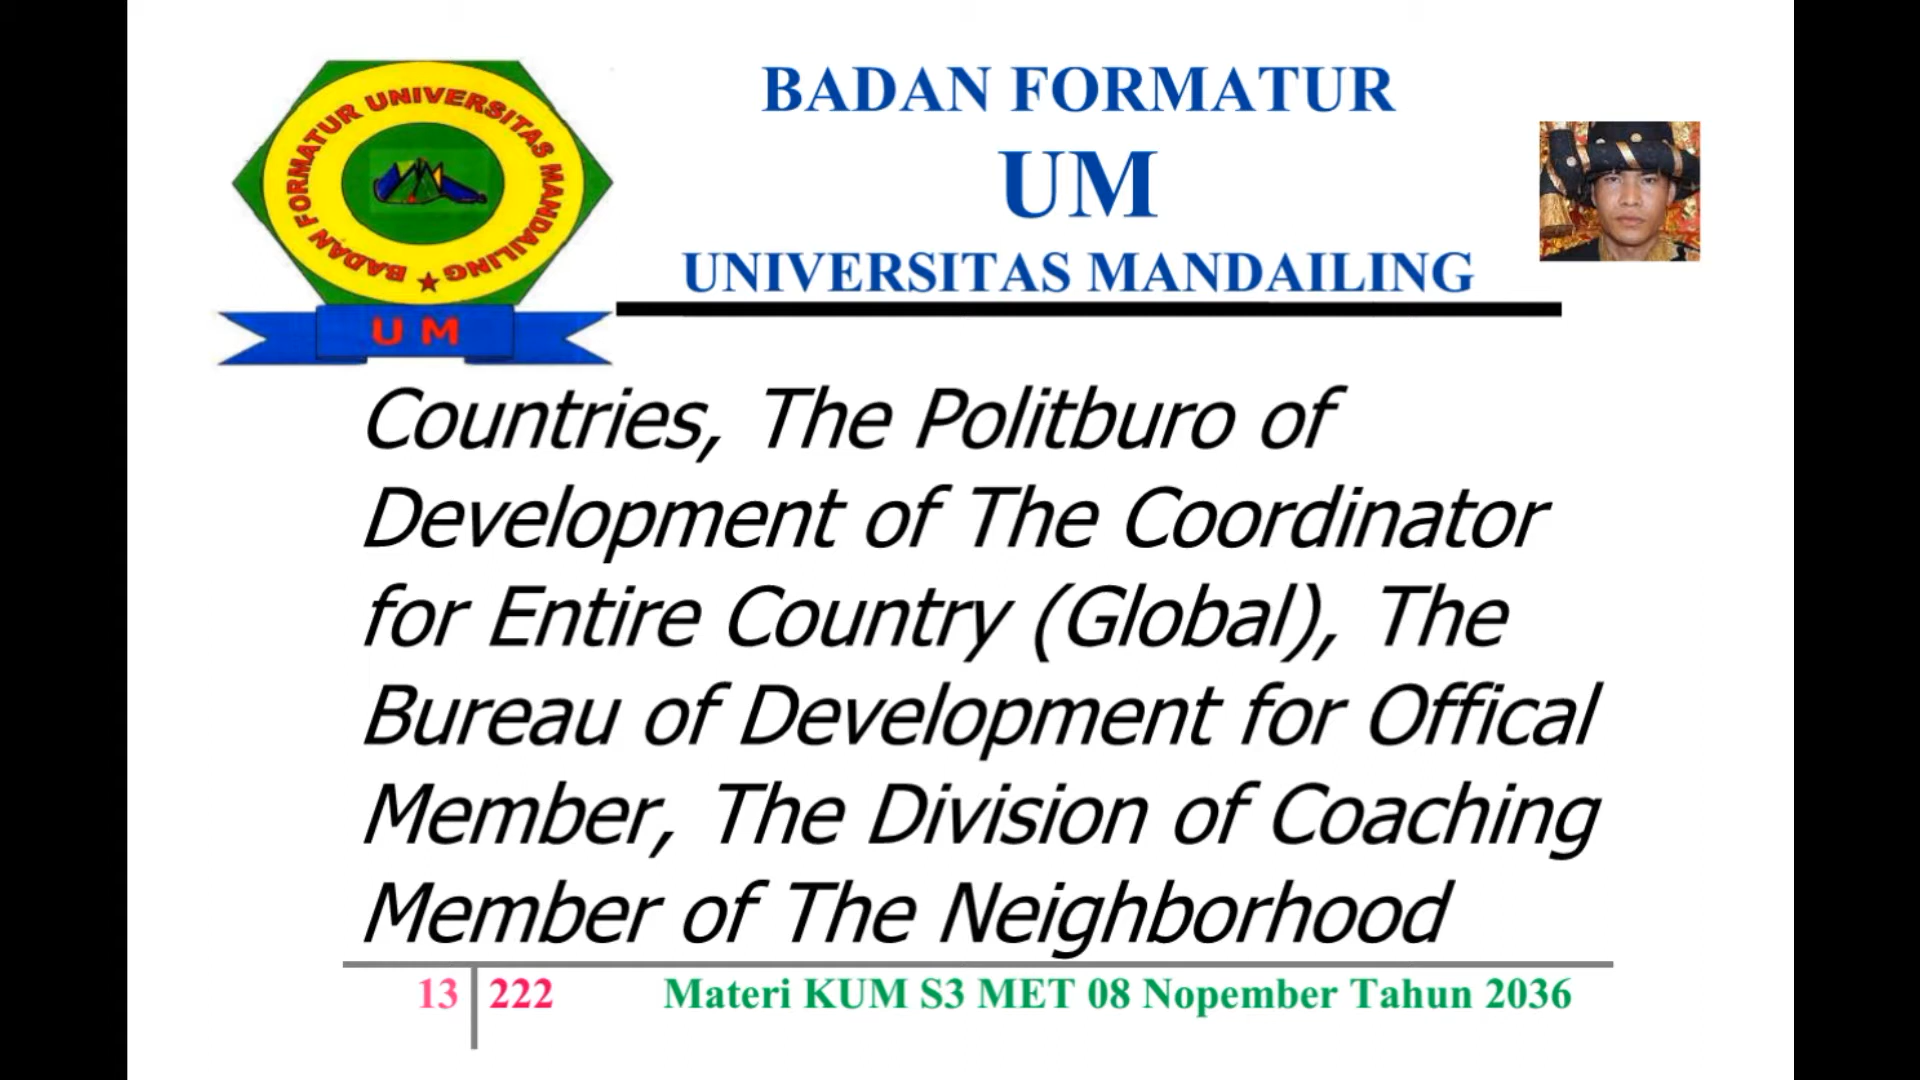 BADAN FORMATUR UNIVERSITAS MANDAILING
U M
BADAN FORMATUR
UM
UNIVERSITAS MANDAILING
Countries, The Politburo of
Development of The Coordinator
for Entire Country (Global), The
Bureau of Development for Offical
Member, The Division of Coaching
Member of The Neighborhood
13 222 Materi KUM S3 MET 08 Nopember Tahun 2036